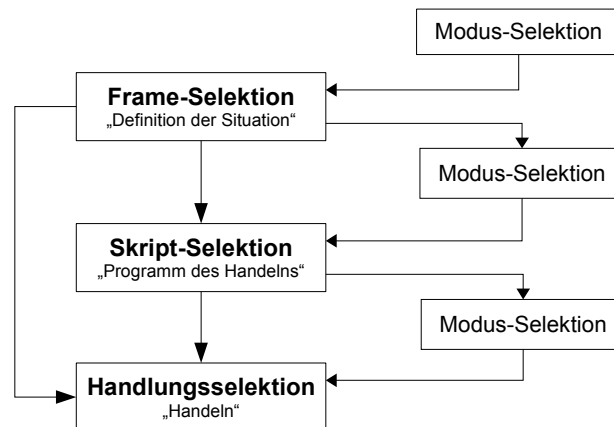 Modus-Selektion
Frame-Selektion
„Definition der Situation“
Modus-Selektion
Skript-Selektion
„Programm des Handelns“
Modus-Selektion
Handlungsselektion
„Handeln“